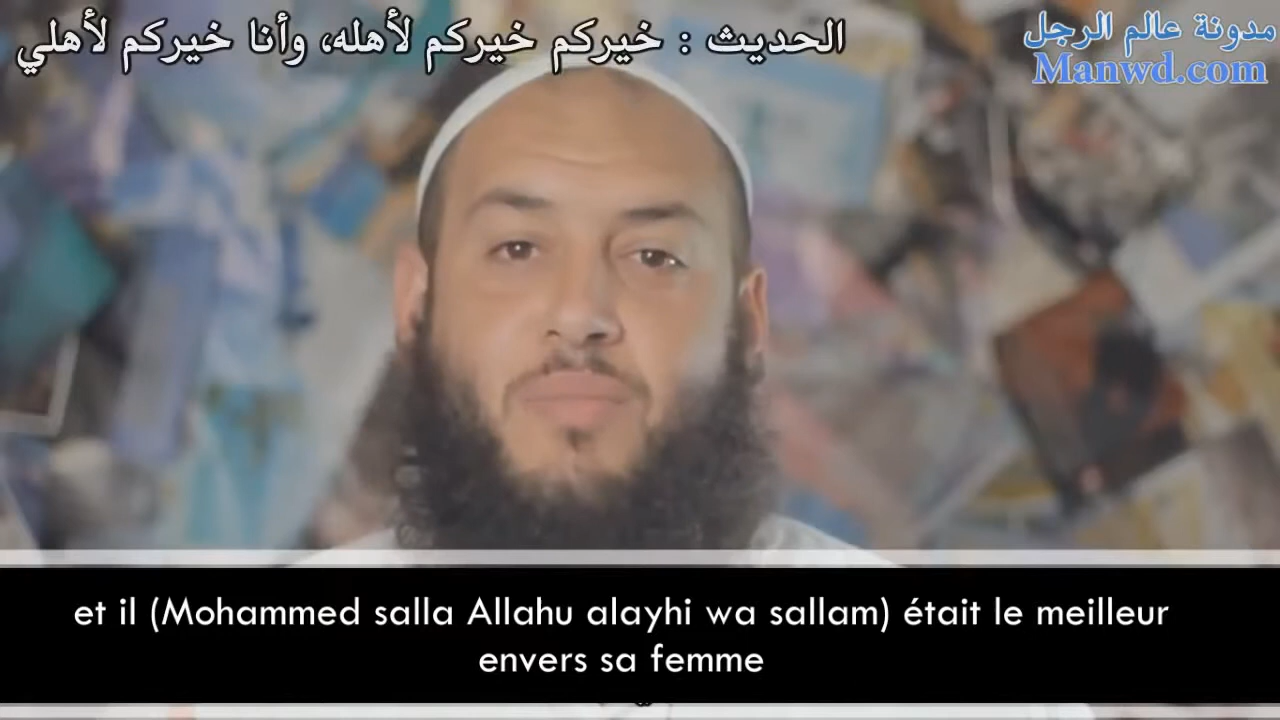 الحديث : خيركم خيركم لأهله، وأنا خيركم لأهلي
مدونة عالم الرجل
Manwd.com
et il (Mohammed salla Allahu alayhi wa sallam) était le meilleur
envers sa femme